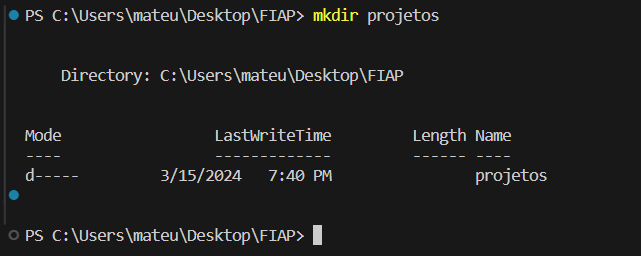 PS C:\Users\mateu\Desktop\FIAP> mkdir projetos
Directory: C:\Users\mateu\Desktop\FIAP
Mode LastWriteTime Length Name
---- ------------- ------ ----
d----- 3/15/2024 7:40 PM projetos
PS C:\Users\mateu\Desktop\FIAP>